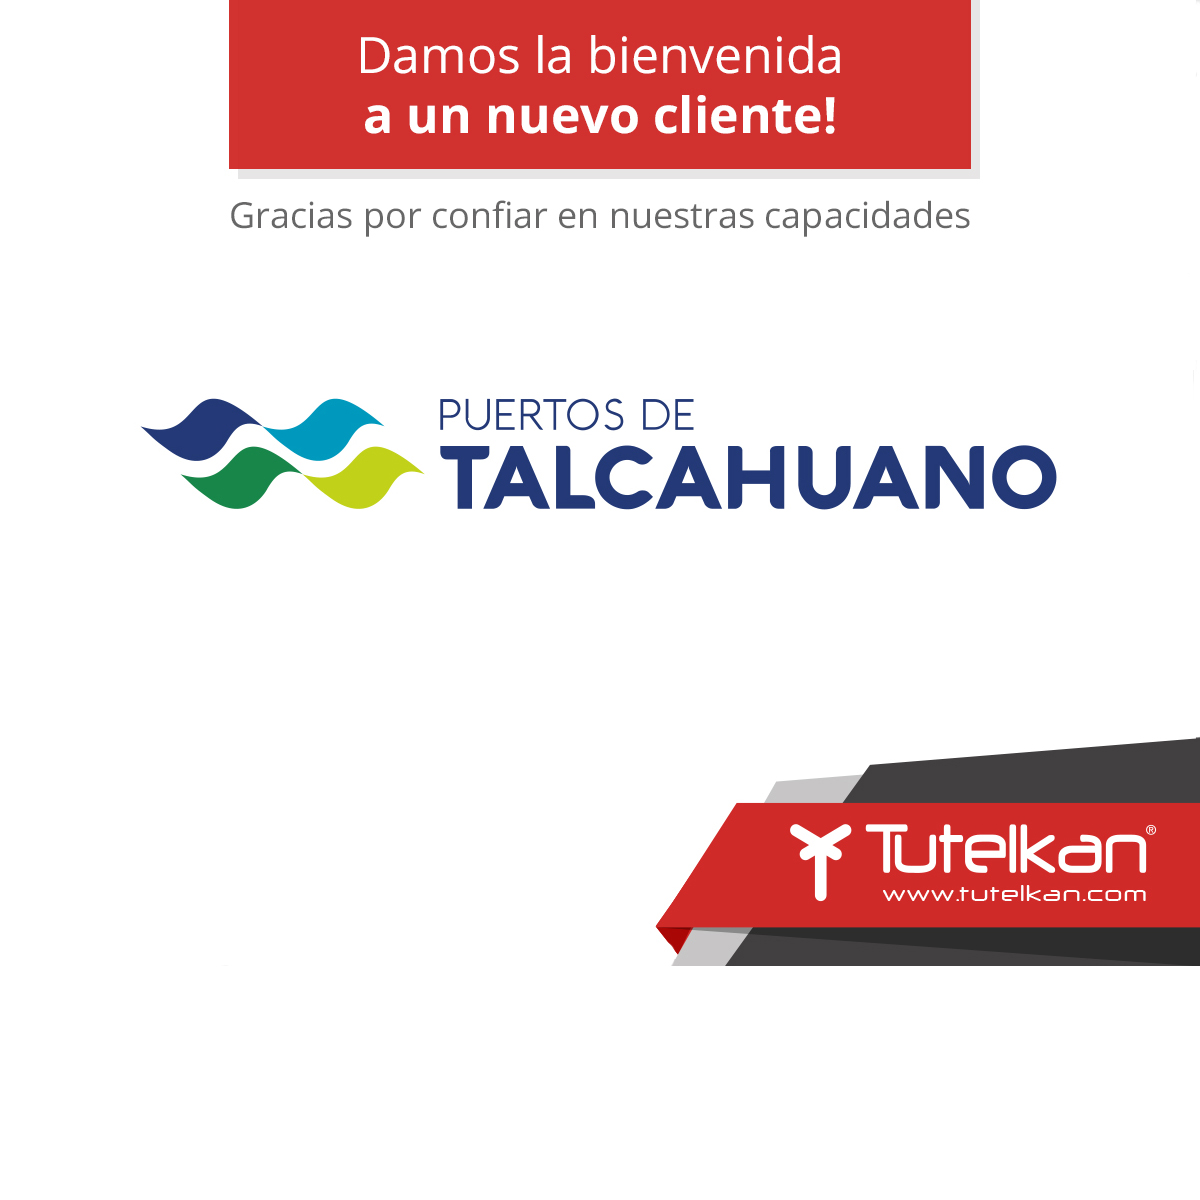 Damos la bienvenida
a un nuevo cliente!
Gracias por confiar en nuestras capacidades
PUERTOS DE
TALCAHUANO
Tutelkan®
www.tutelkan.com